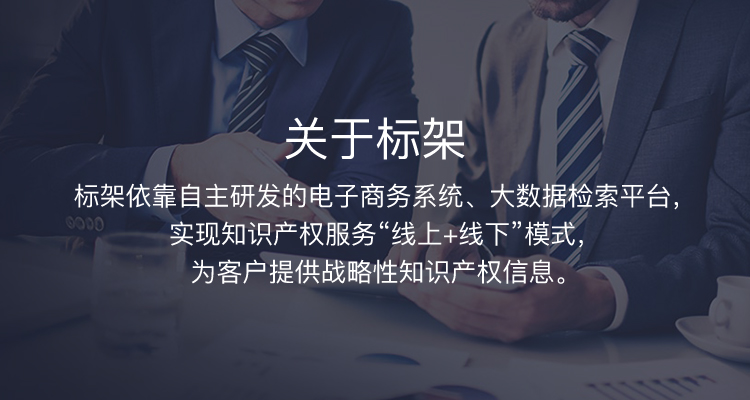 关于标架
标架依靠自主研发的电子商务系统、大数据检索平台,
实现知识产权服务“线上+线下”模式,
为客户提供战略性知识产权信息。